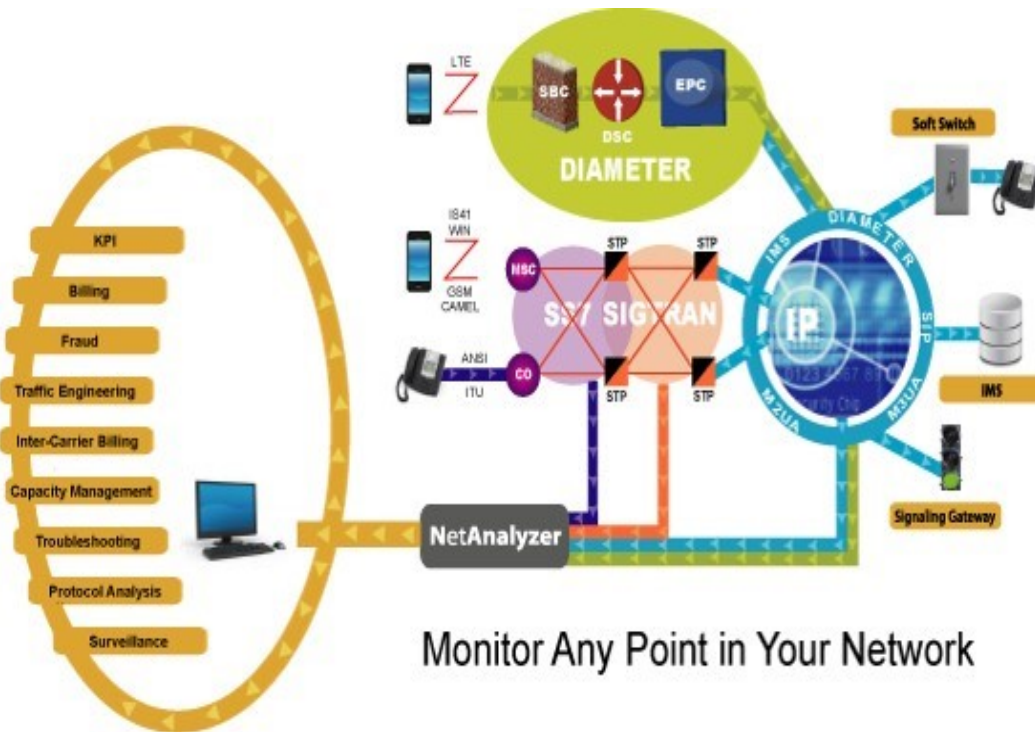 LTE
SBC
DSC
EPC
DIAMETER
Soft Switch
IS41
WIN
GSM
CAMEL
MSC
STP
STP
SS7
SIGTRAN
ANSI
ITU
CO
STP
STP
IMS
DIAMETER
SIP
M3UA
M2UA
IP
IMS
Signaling Gateway
KPI
Billing
Fraud
Traffic Engineering
Inter-Carrier Billing
Capacity Management
Troubleshooting
Protocol Analysis
Surveillance
NetAnalyzer
Monitor Any Point in Your Network